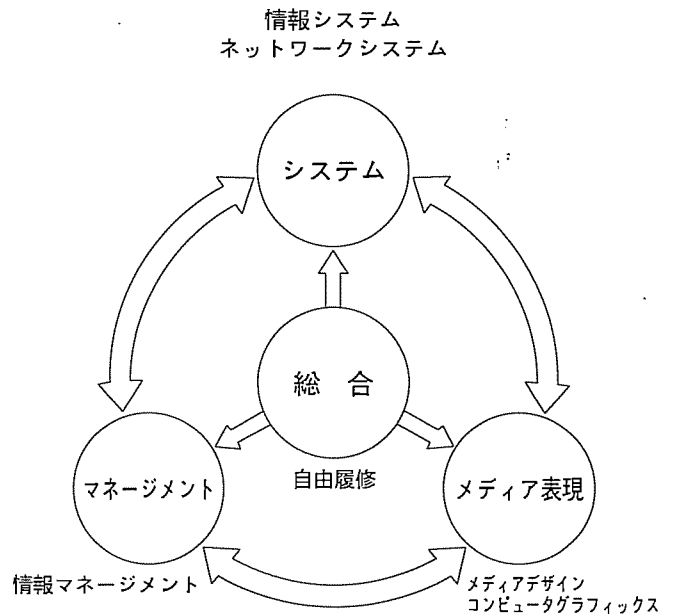 情報システム
ネットワークシステム
システム
総 合
自由履修
マネージメント
メディア表現
情報マネージメント
メディアデザイン
コンピュータグラフィックス